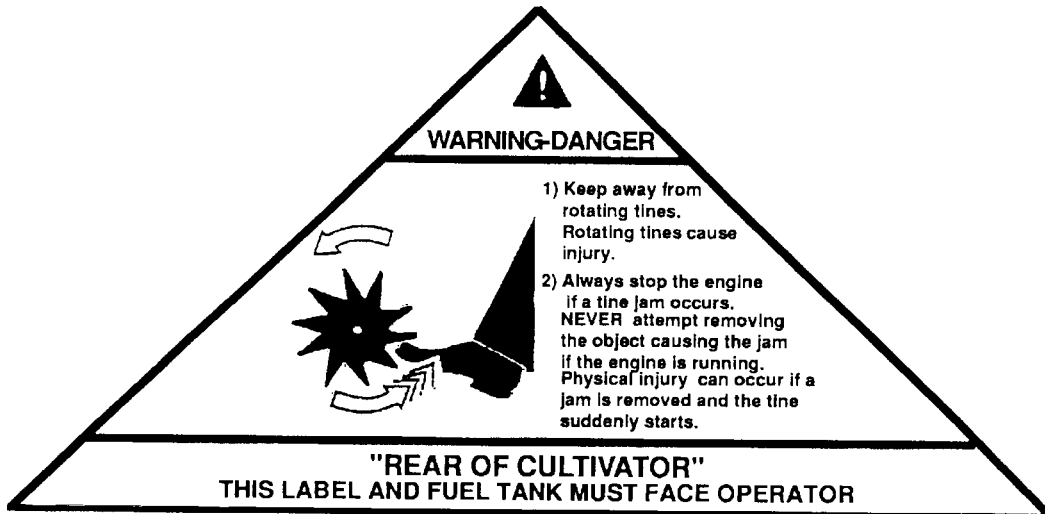 !
WARNING-DANGER
1) Keep away from
rotating tines.
Rotating tines cause
injury.
2) Always stop the engine
if a tine jam occurs.
NEVER attempt removing
the object causing the jam
if the engine is running.
Physical injury can occur if a
jam is removed and the tine
suddenly starts.
"REAR OF CULTIVATOR"
THIS LABEL AND FUEL TANK MUST FACE OPERATOR